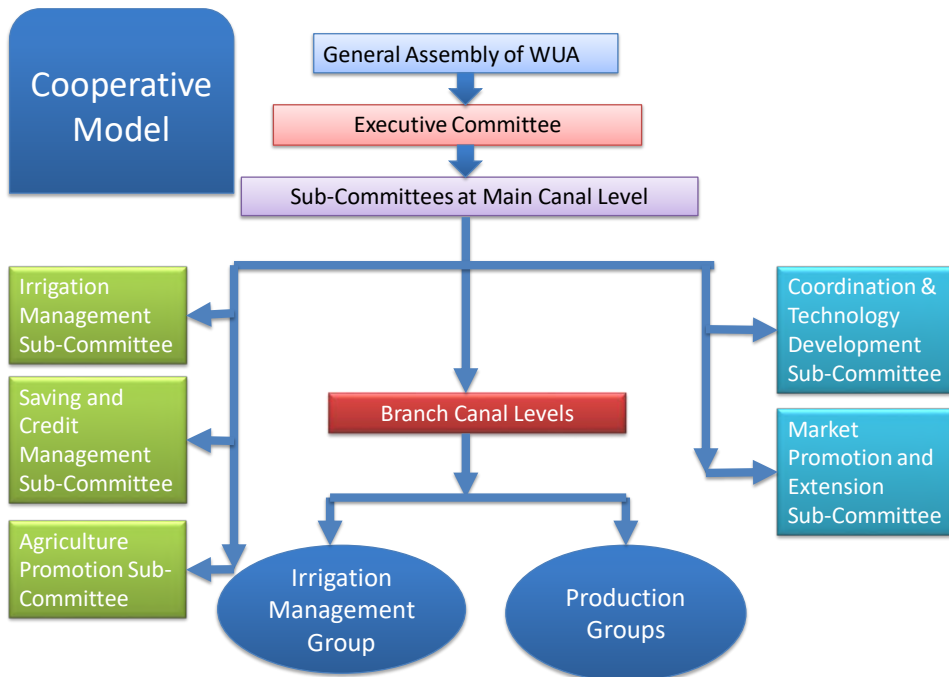 Cooperative
Model
General Assembly of WUA
Executive Committee
Sub-Committees at Main Canal Level
Irrigation
Management
Sub-Committee
Saving and
Credit
Management
Sub-Committee
Agriculture
Promotion Sub-
Committee
Coordination &
Technology
Development
Sub-Committee
Market
Promotion and
Extension
Sub-Committee
Branch Canal Levels
Irrigation
Management
Group
Production
Groups